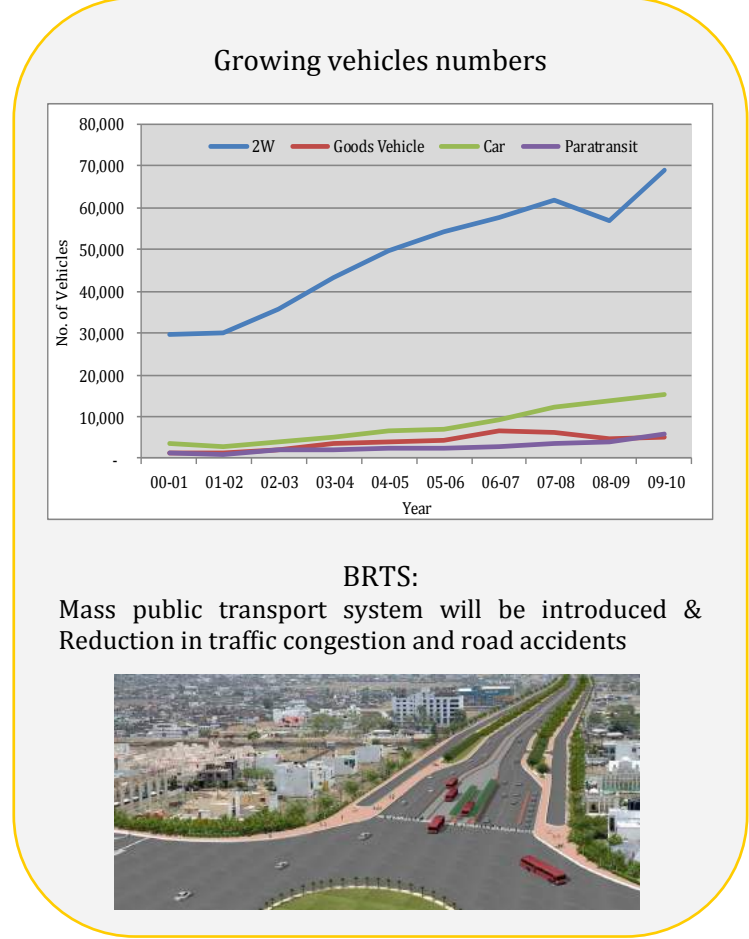 Growing vehicles numbers
80,000
2W Goods Vehicle Car Paratransit
70,000
60,000
50,000
40,000
30,000
20,000
10,000
-
No. of Vehicles
00-01 01-02 02-03 03-04 04-05 05-06 06-07 07-08 08-09 09-10
Year
BRTS:
Mass public transport system will be introduced &
Reduction in traffic congestion and road accidents